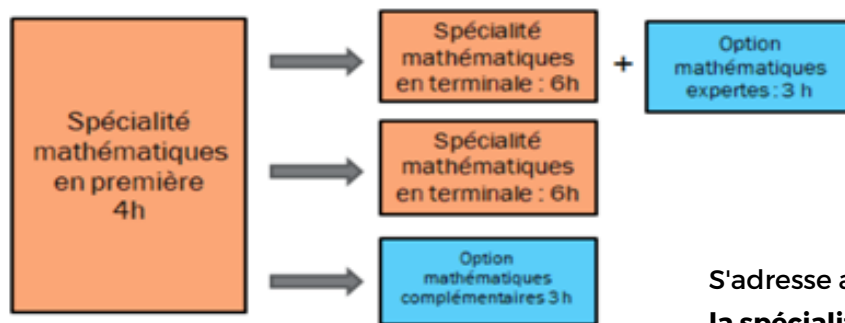 Spécialité
mathématiques
en première
4h
Spécialité
mathématiques
en terminale : 6h
+
Option
mathématiques
expertes : 3 h
Spécialité
mathématiques
en terminale : 6h
Option
mathématiques
complémentaires 3 h
S'adresse a
la spécialit